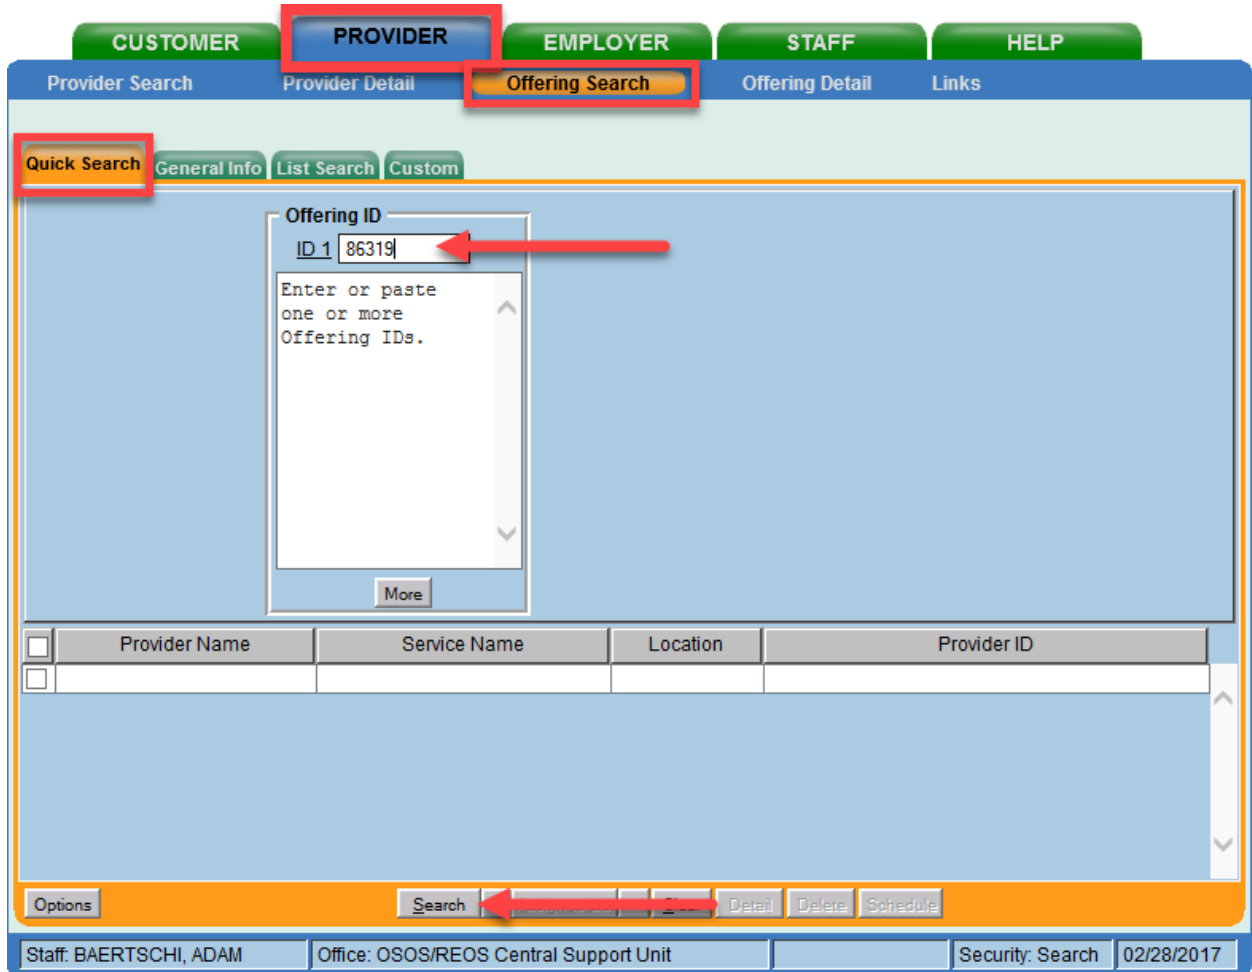 CUSTOMER PROVIDER EMPLOYER STAFF HELP
Provider Search Provider Detail Offering Search Offering Detail Links
Quick Search General Info List Search Custom
Offering ID
ID 1 86319
Enter or paste
one or more
Offering IDs.
More
Provider Name Service Name Location Provider ID
Options Search Clear Detail Delete Schedule
Staff: BAERTSCHI, ADAM Office: OSOS/REOS Central Support Unit Security: Search 02/28/2017